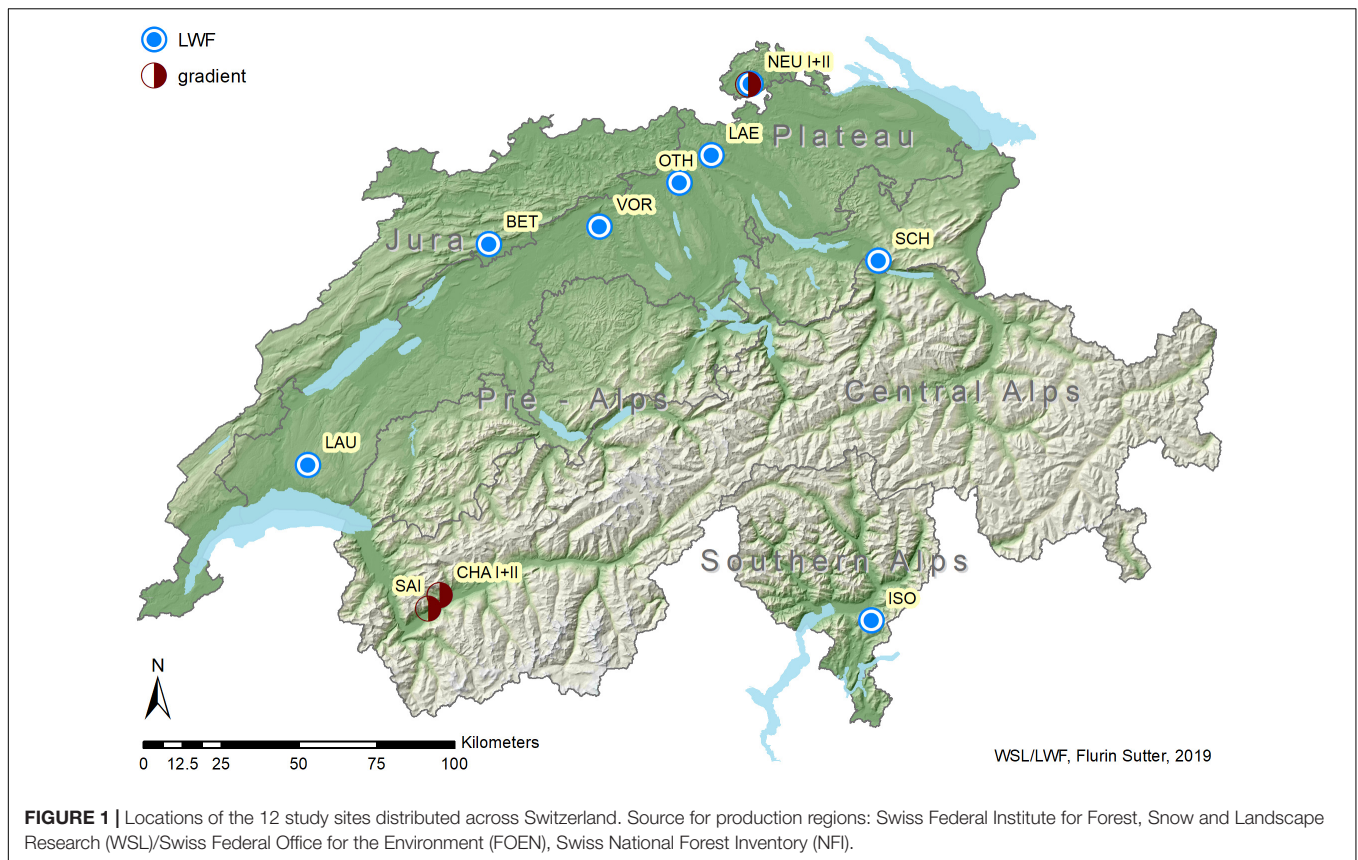 LWF
gradient
NEU I+II
Plateau
LAE
OTH
VOR
BET
Jura
SCH
Pre - Alps
Central Alps
LAU
Southern Alps
SAI
CHA I+II
ISO
N
Kilometers
0 12.5 25 50 75 100
WSL/LWF, Flurin Sutter, 2019
FIGURE 1 | Locations of the 12 study sites distributed across Switzerland. Source for production regions: Swiss Federal Institute for Forest, Snow and Landscape
Research (WSL)/Swiss Federal Office for the Environment (FOEN), Swiss National Forest Inventory (NFI).